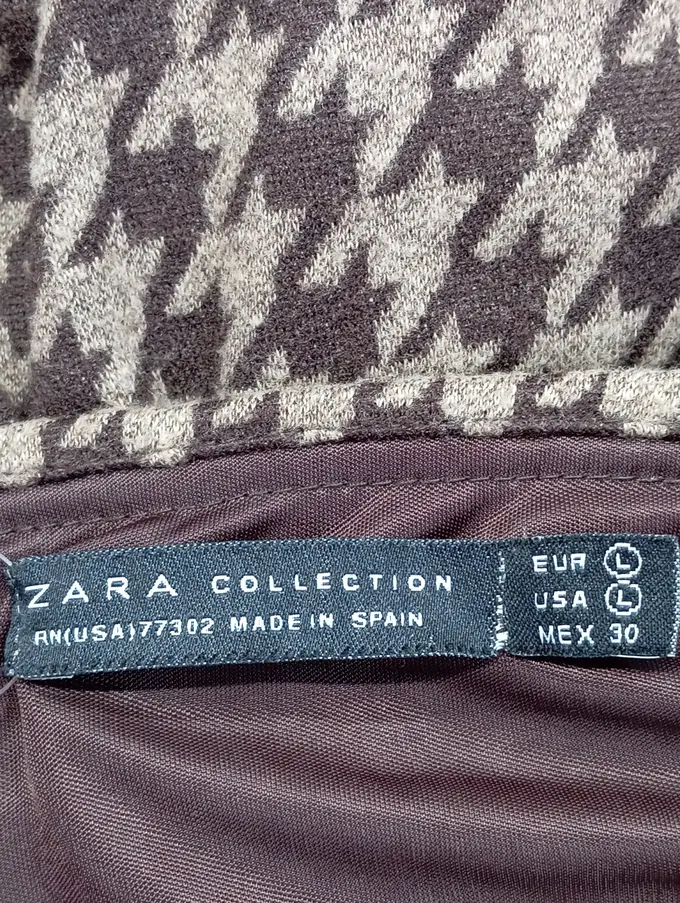 ZARA COLLECTION
RN(USA)77302 MADE IN SPAIN
EUR L
USA L
MEX 30